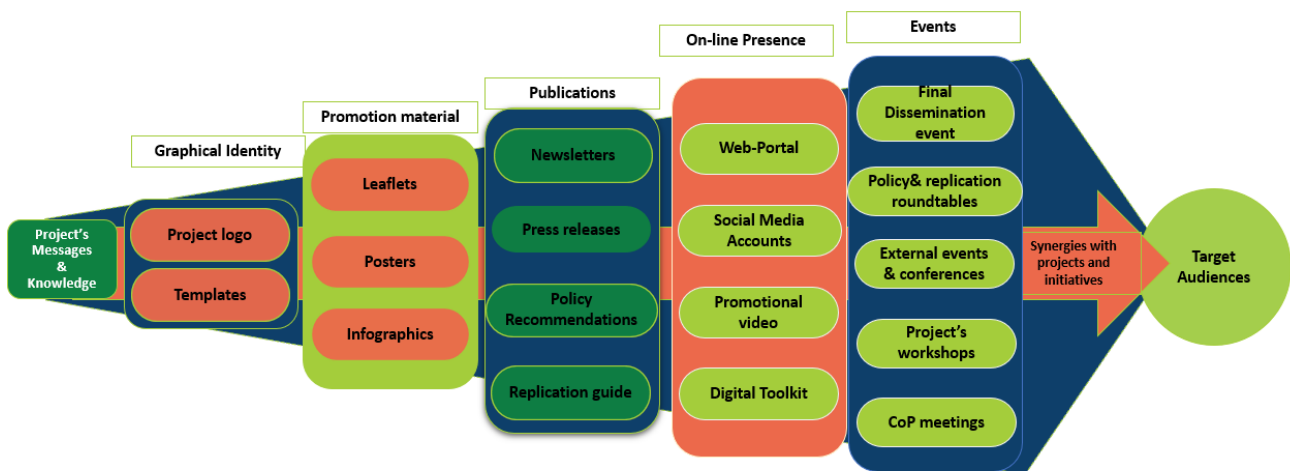 Project's
Messages
&
Knowledge
Graphical Identity
Project logo
Templates
Promotion material
Leaflets
Posters
Infographics
Publications
Newsletters
Press releases
Policy
Recommendations
Replication guide
On-line Presence
Web-Portal
Social Media
Accounts
Promotional
video
Digital Toolkit
Events
Final
Dissemination
event
Policy& replication
roundtables
External events
& conferences
Project's
workshops
CoP meetings
Synergies with
projects and
initiatives
Target
Audiences